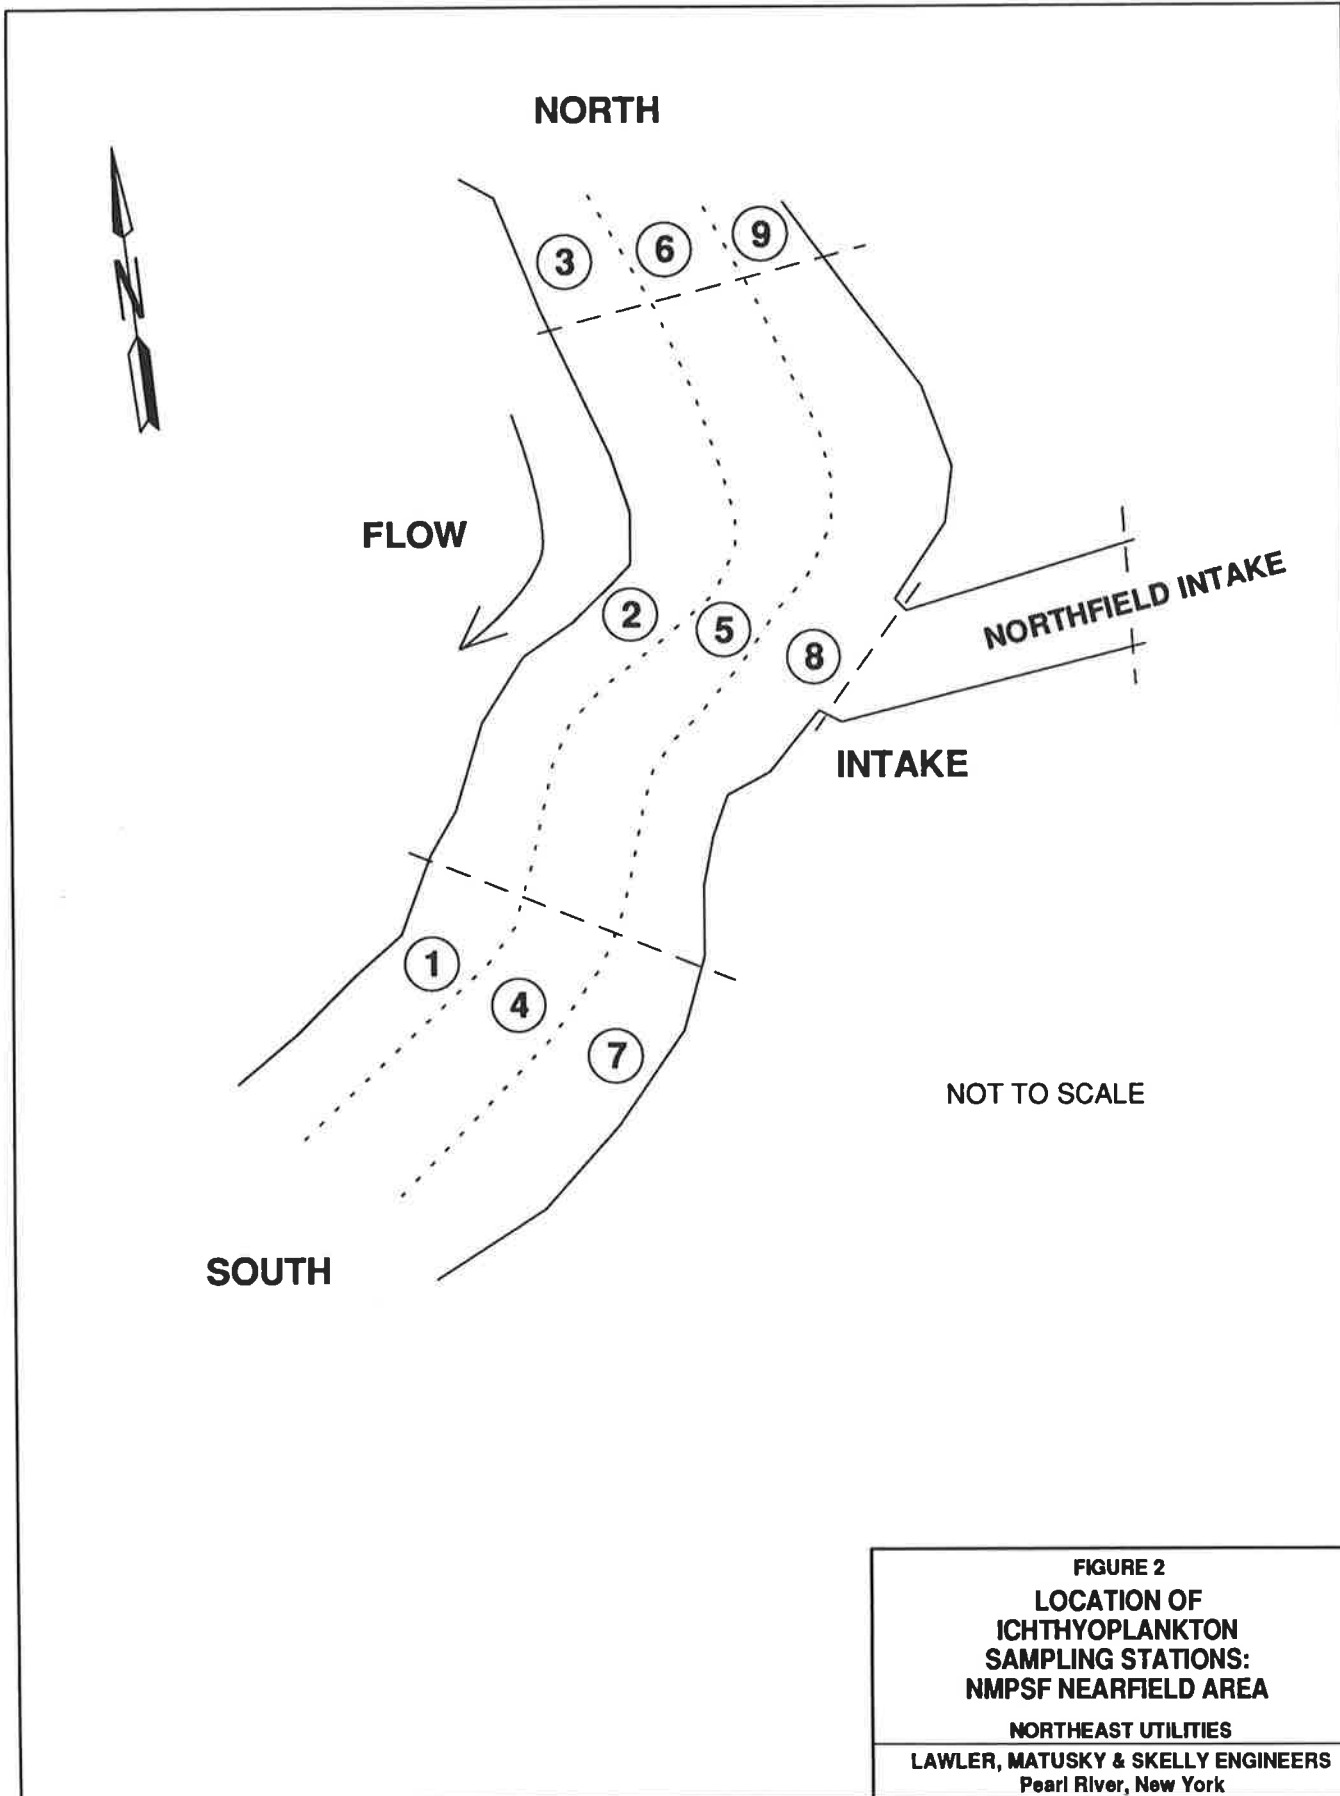 NORTH
N
3
6
9
FLOW
2
5
8
NORTHFIELD INTAKE
INTAKE
1
4
7
NOT TO SCALE
SOUTH
FIGURE 2
LOCATION OF
ICHTHYOPLANKTON
SAMPLING STATIONS:
NMPSF NEARFIELD AREA
NORTHEAST UTILITIES
LAWLER, MATUSKY & SKELLY ENGINEERS
Pearl River, New York